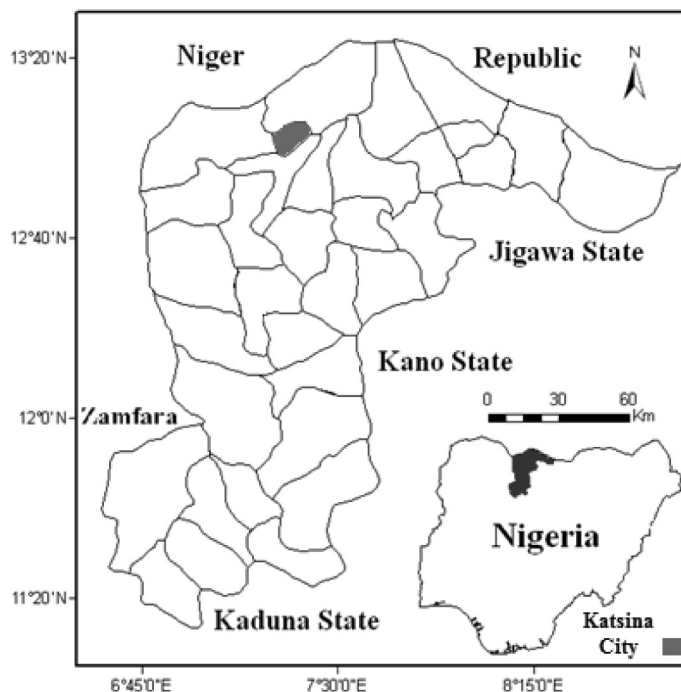 Niger Republic
N
13°20'N
12°40'N
Jigawa State
Kano State
0 30 60
Km
12°0'N
Zamfara
Nigeria
11°20'N
Kaduna State
Katsina
City
6°45'0"E 7°30'0"E 8°15'0"E